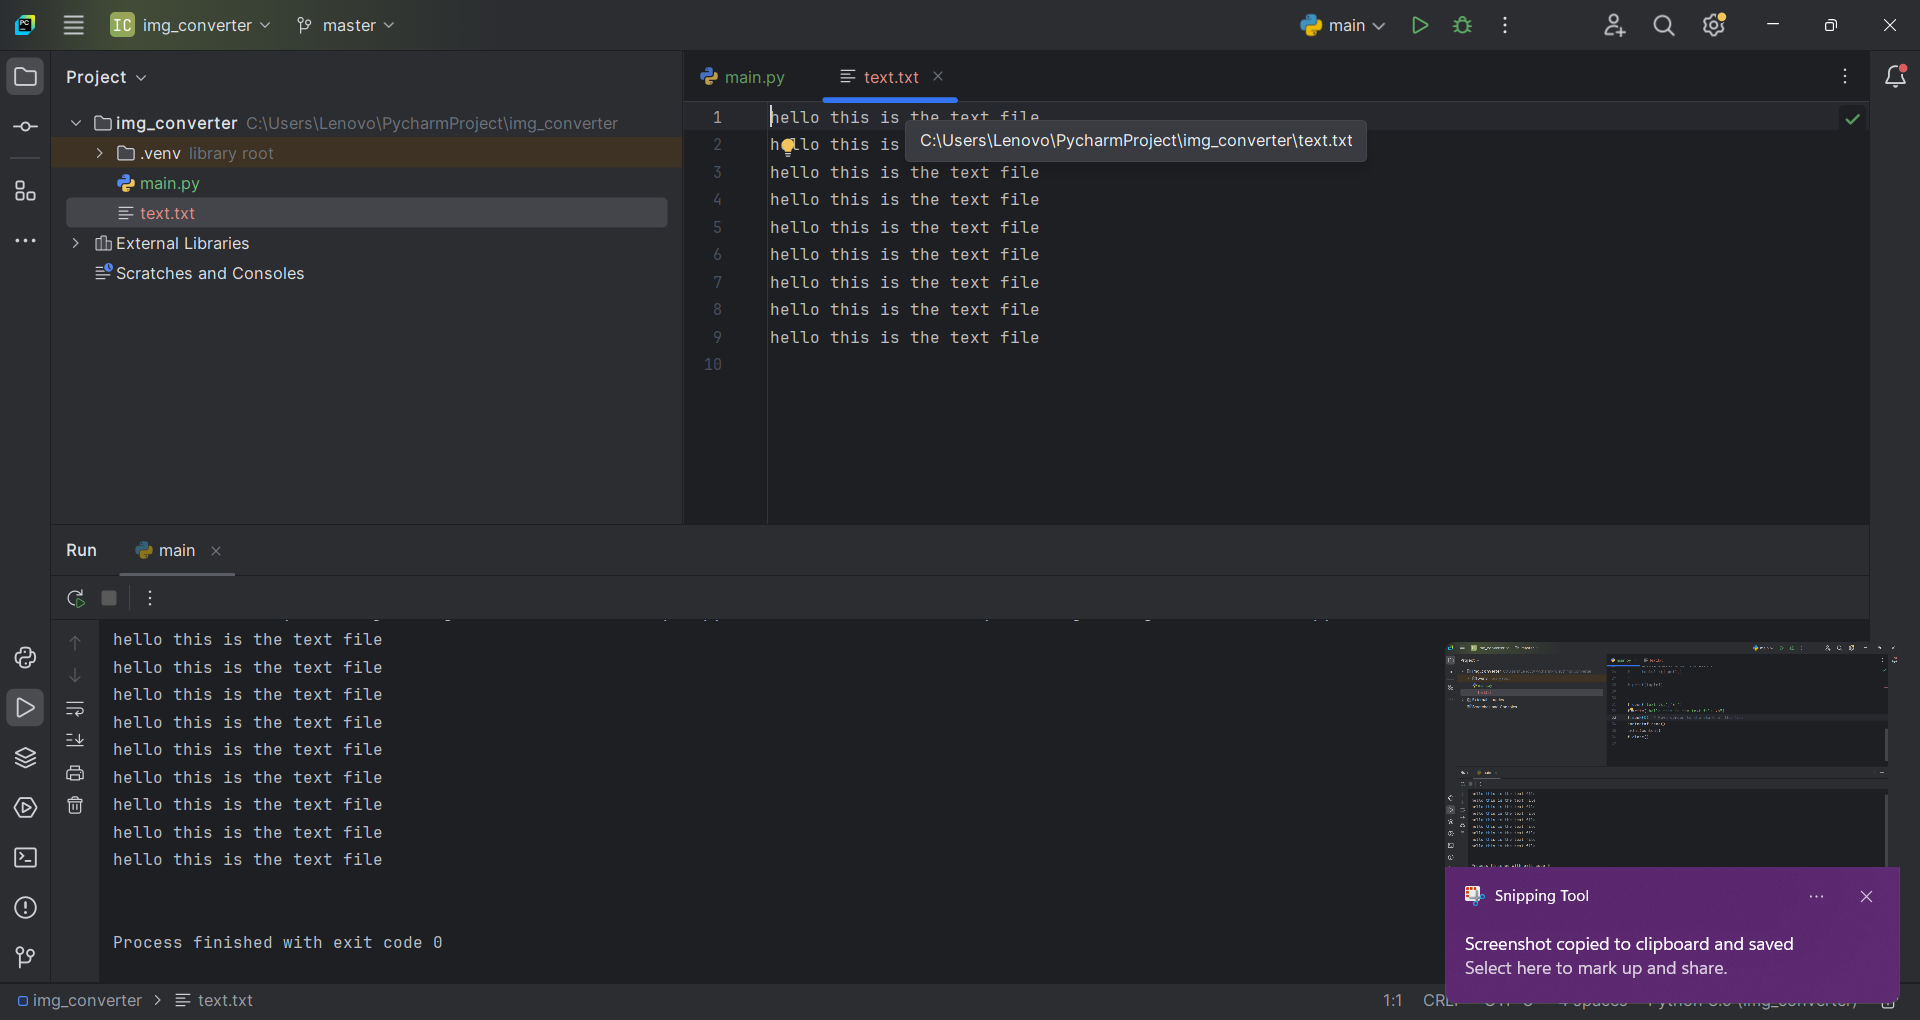 PC
IC img_converter
master
main
Project
main.py
text.txt
img_converter C:\Users\Lenovo\PycharmProject\img_converter
.venv library root
main.py
text.txt
External Libraries
Scratches and Consoles
1 hello this is the text file
2 hello this is
C:\Users\Lenovo\PycharmProject\img_converter\text.txt
3 hello this is the text file
4 hello this is the text file
5 hello this is the text file
6 hello this is the text file
7 hello this is the text file
8 hello this is the text file
9 hello this is the text file
10
Run
main
hello this is the text file
hello this is the text file
hello this is the text file
hello this is the text file
hello this is the text file
hello this is the text file
hello this is the text file
hello this is the text file
hello this is the text file
Process finished with exit code 0
Snipping Tool
Screenshot copied to clipboard and saved
Select here to mark up and share.
img_converter
text.txt
1:1